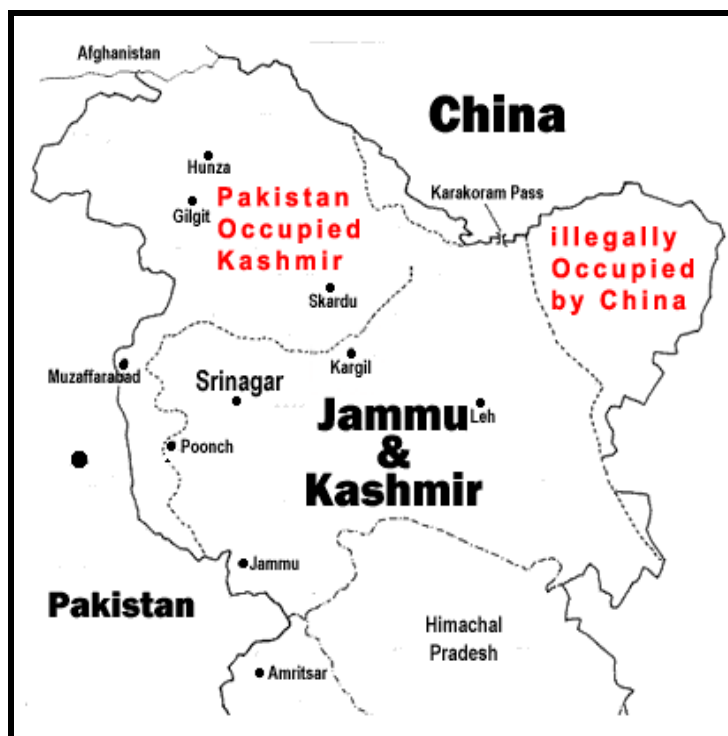 Afghanistan
China
Hunza
Karakoram Pass
Gilgit
Pakistan
Occupied
Kashmir
illegally
Occupied
by China
Skardu
Muzaffarabad
Kargil
Srinagar
Jammu
&
Kashmir
Leh
Poonch
Jammu
Pakistan
Himachal
Pradesh
Amritsar